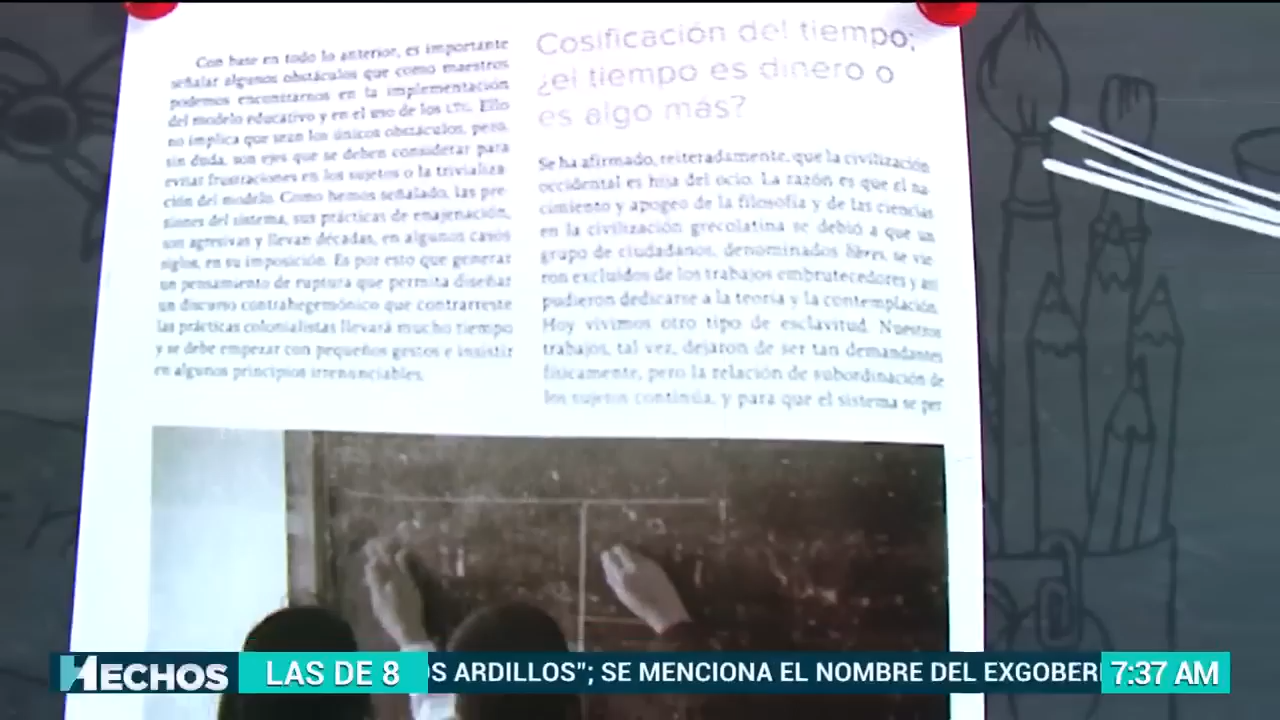 Con base en todo lo anterior, es importante
señalar algunos obstáculos que como maestros
podemos encontrarnos en la implementación
del modelo educativo y en el uso de los LTG. Ello
no implica que sean los únicos obstáculos, pero,
sin duda, son ejes que se deben considerar para
evitar frustraciones en los sujetos o la trivializa-
ción del modelo. Como hemos señalado, las pre-
siones del sistema, sus prácticas de enajenación,
son agresivas y llevan décadas, en algunos casos
siglos, en su imposición. Es por esto que generar
un pensamiento de ruptura que permita diseñar
un discurso contrahegemónico que contrarreste
las prácticas colonialistas llevará mucho tiempo
y se debe empezar con pequeños gestos e insistir
en algunos principios irrenunciables.
Cosificación del tiempo;
¿el tiempo es dinero o
es algo más?
Se ha afirmado, reiteradamente, que la civilización
occidental es hija del ocio. La razón es que el na-
cimiento y apogeo de la filosofía y de las ciencias
en la civilización grecolatina se debió a que un
grupo de ciudadanos, denominados libres, se vie-
ron excluidos de los trabajos embrutecedores y así
pudieron dedicarse a la teoría y la contemplación.
Hoy vivimos otro tipo de esclavitud. Nuestros
trabajos, tal vez, dejaron de ser tan demandantes
físicamente, pero la relación de subordinación de
los sujetos continúa, y para que el sistema se per
HECHOS LAS DE 8 OS ARDILLOS"; SE MENCIONA EL NOMBRE DEL EXGOBER 7:37 AM